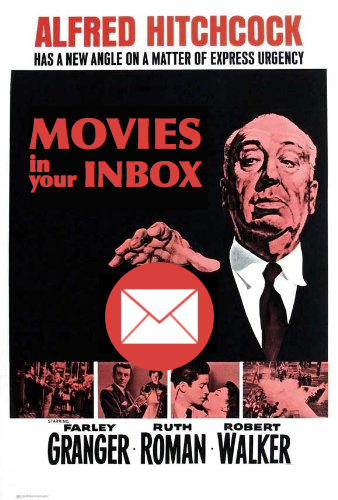 ALFRED HITCHCOCK
HAS A NEW ANGLE ON A MATTER OF EXPRESS URGENCY
MOVIES
in
your INBOX
STARRING
FARLEY RUTH ROBERT
GRANGER · ROMAN · WALKER